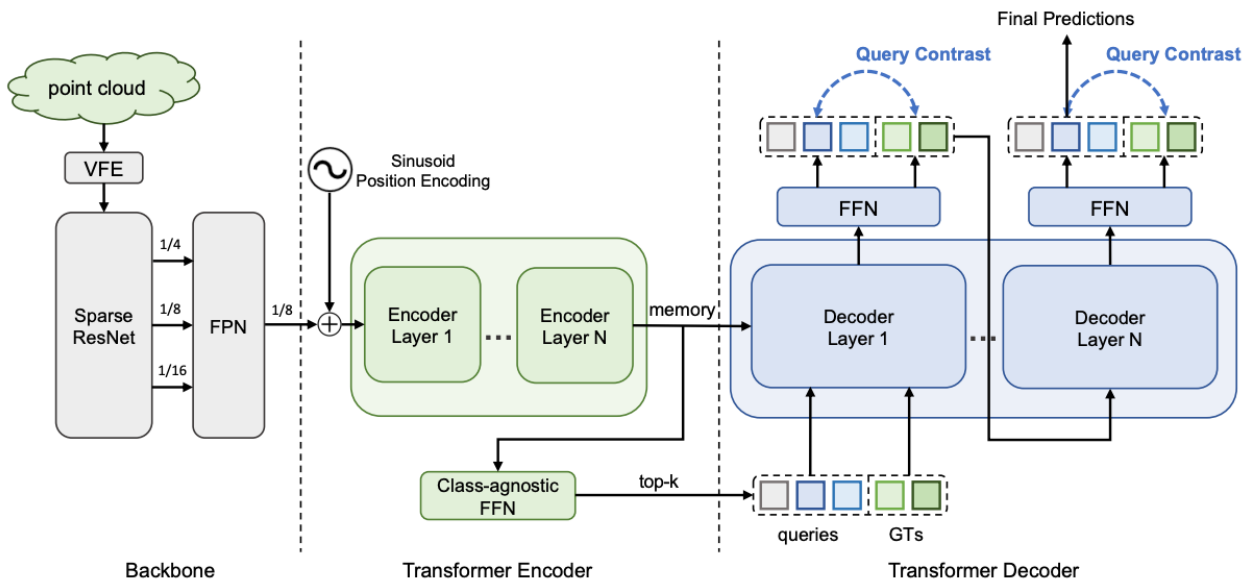 Final Predictions
Query Contrast
Query Contrast
point cloud
VFE
Sinusoid
Position Encoding
FFN
FFN
1/4
1/8
1/16
Sparse
ResNet
FPN
1/8
Encoder
Layer 1
...
Encoder
Layer N
memory
Decoder
Layer 1
...
Decoder
Layer N
Class-agnostic
FFN
top-k
queries
GTs
Backbone
Transformer Encoder
Transformer Decoder